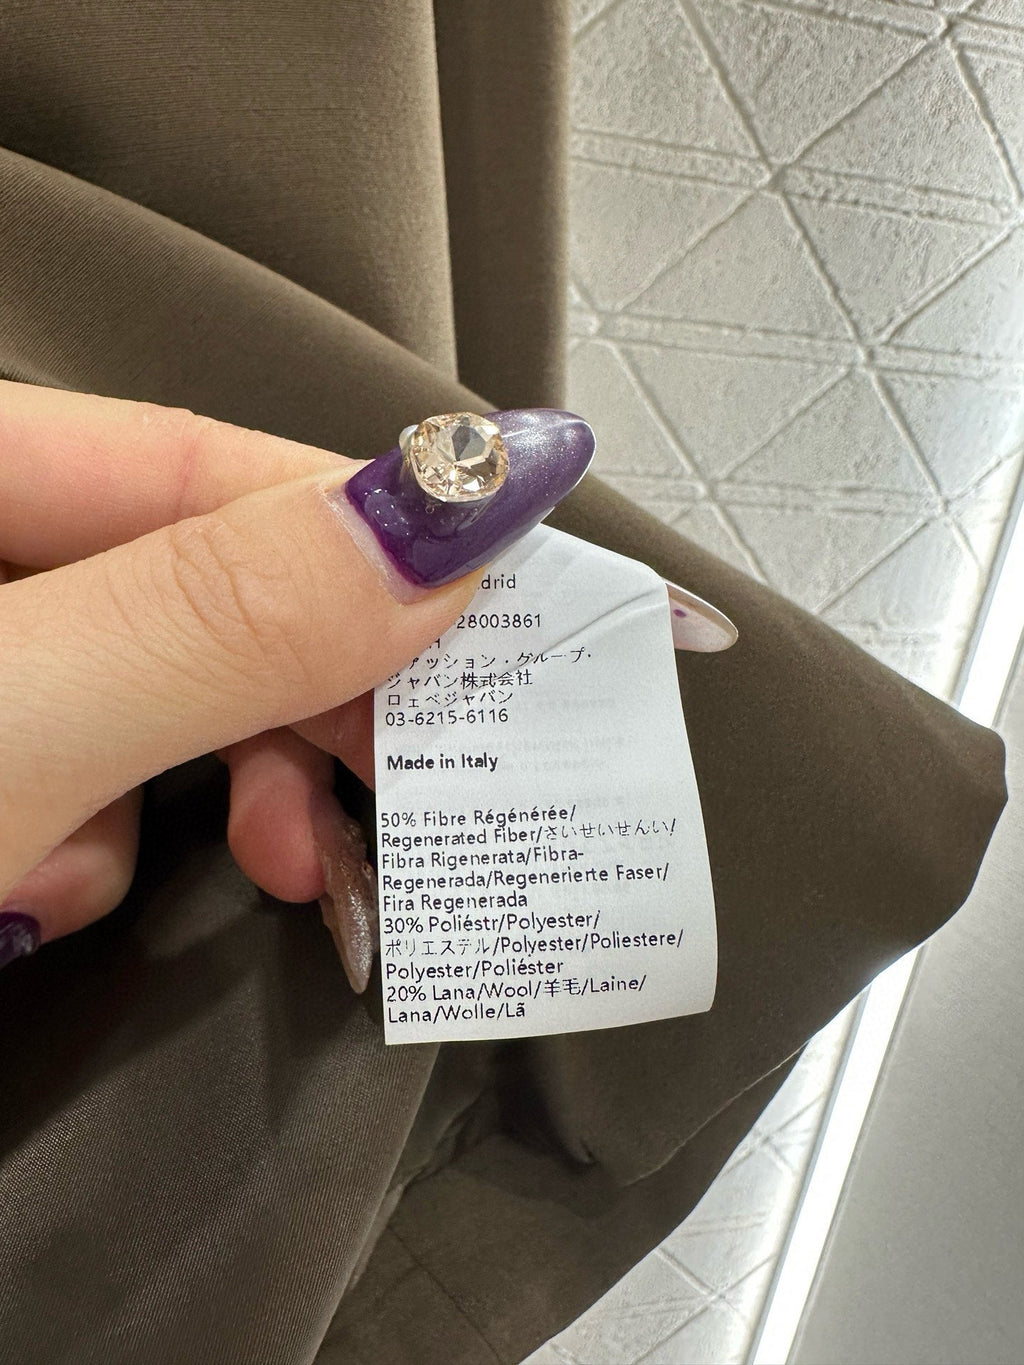 drid
28003861
ァッション・グループ・
ジャパン株式会社
ロエベジャパン
03-6215-6116
Made in Italy
50% Fibre Régénérée/
Regenerated Fiber/さいせいせんい/
Fibra Rigenerata/Fibra-
Regenerada/Regenerierte Faser/
Fira Regenerada
30% Poliéstr/Polyester/
ポリエステル/Polyester/Poliestere/
Polyester/Poliéster
20% Lana/Wool/羊毛/Laine/
Lana/Wolle/Lã